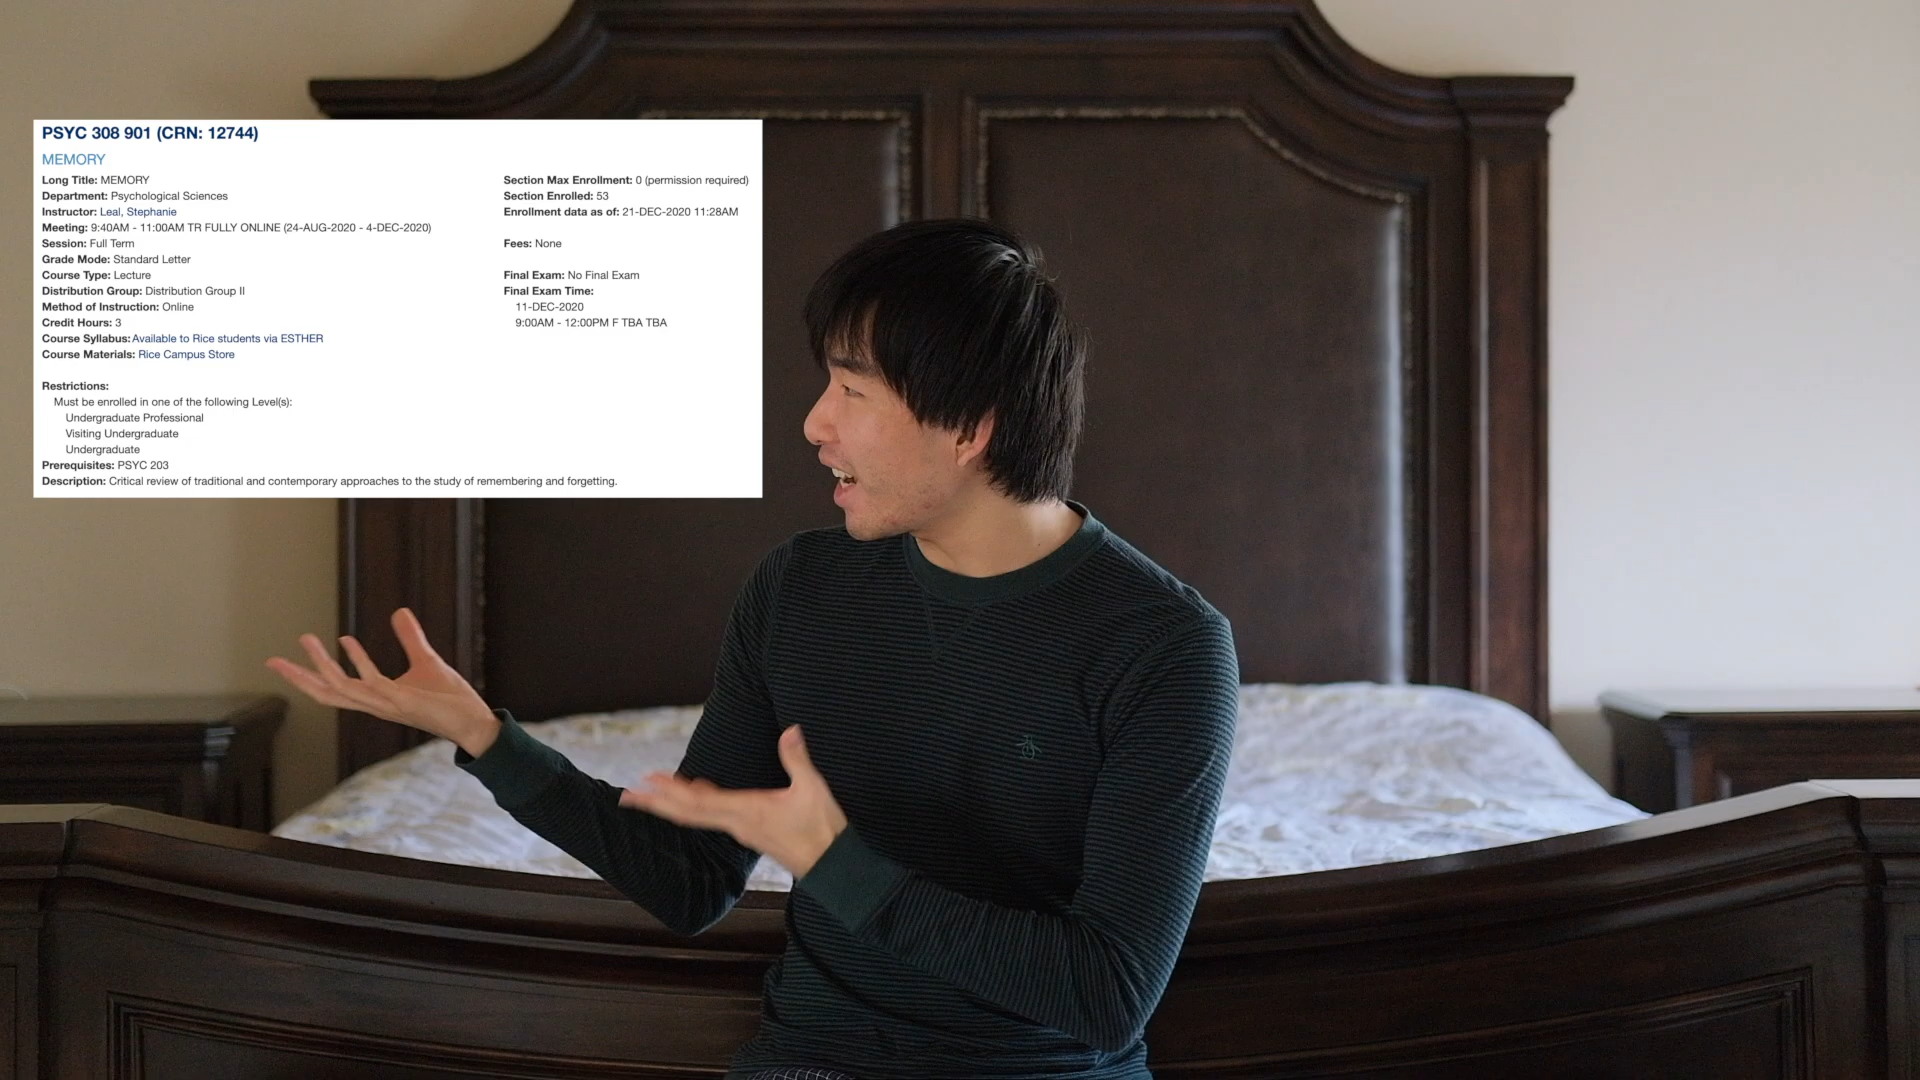 PSYC 308 901 (CRN: 12744)
MEMORY
Long Title: MEMORY
Department: Psychological Sciences
Instructor: Leal, Stephanie
Meeting: 9:40AM - 11:00AM TR FULLY ONLINE (24-AUG-2020 - 4-DEC-2020)
Session: Full Term
Grade Mode: Standard Letter
Course Type: Lecture
Distribution Group: Distribution Group II
Method of Instruction: Online
Credit Hours: 3
Course Syllabus: Available to Rice students via ESTHER
Course Materials: Rice Campus Store
Section Max Enrollment: 0 (permission required)
Section Enrolled: 53
Enrollment data as of: 21-DEC-2020 11:28AM
Fees: None
Final Exam: No Final Exam
Final Exam Time:
11-DEC-2020
9:00AM - 12:00PM F TBA TBA
Restrictions:
Must be enrolled in one of the following Level(s):
Undergraduate Professional
Visiting Undergraduate
Undergraduate
Prerequisites: PSYC 203
Description: Critical review of traditional and contemporary approaches to the study of remembering and forgetting.